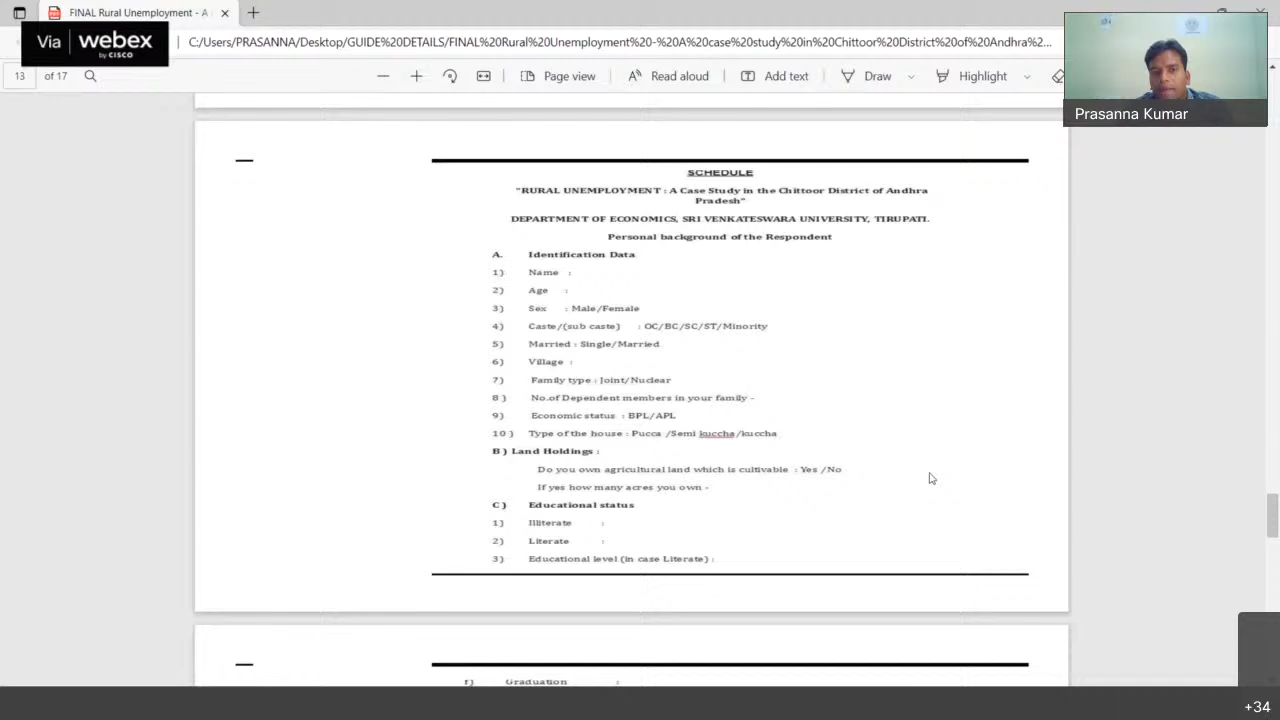 FINAL Rural Unemployment - A
Via webex
by CISCO
C:/Users/PRASANNA/Desktop/GUIDE%20DETAILS/FINAL%20Rural%20Unemployment%20-%20A%20case%20study%20in%20Chittoor%20District%20of%20Andhra%2...
13 of 17
Page view
Read aloud
Add text
Draw
Highlight
Prasanna Kumar
SCHEDULE
"RURAL UNEMPLOYMENT : A Case Study in the Chittoor District of Andhra
Pradesh"
DEPARTMENT OF ECONOMICS, SRI VENKATESWARA UNIVERSITY, TIRUPATI.
Personal background of the Respondent
A. Identification Data
1) Name :
2) Age :
3) Sex : Male/Female
4) Caste/(sub caste) : OC/BC/SC/ST/Minority
5) Married : Single/Married
6) Village :
7) Family type : Joint/Nuclear
8 ) No.of Dependent members in your family -
9) Economic status : BPL/APL
10 ) Type of the house : Pucca /Semi kuccha/kuccha
B ) Land Holdings :
Do you own agricultural land which is cultivable : Yes /No
If yes how many acres you own -
C ) Educational status
1) Illiterate :
2) Literate :
3) Educational level (in case Literate) :
f) Graduation :
+34